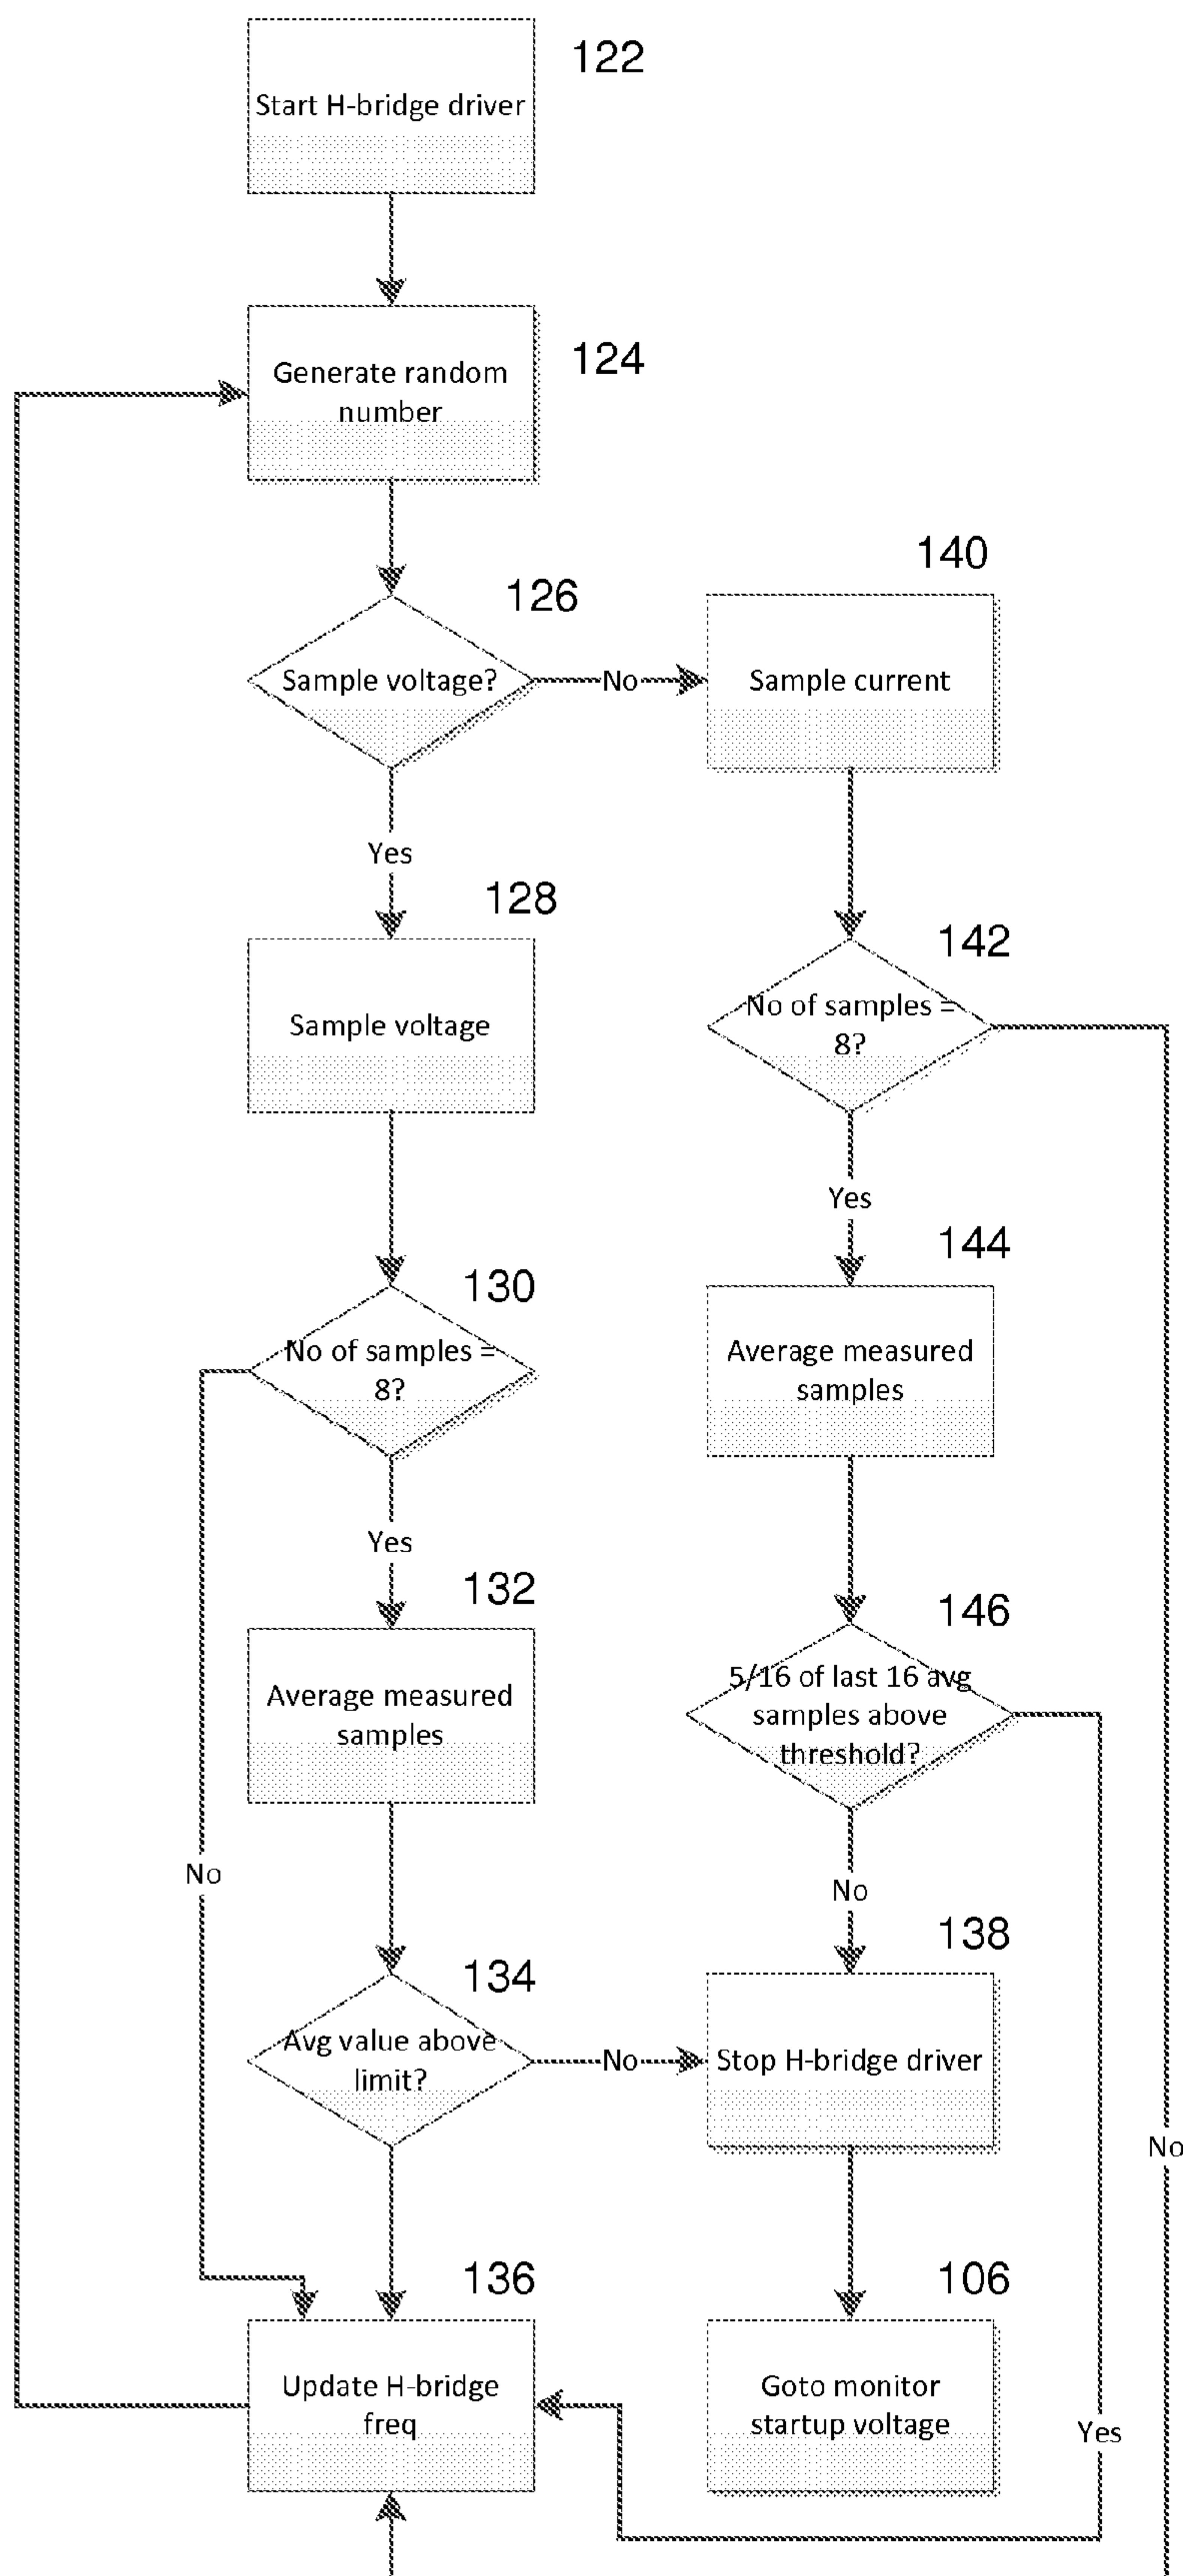 122
Start H-bridge driver
124
Generate random
number
140
126
Sample voltage?
No
Sample current
Yes
128
142
Sample voltage
No of samples =
8?
Yes
144
130
No of samples =
8?
Average measured
samples
Yes
132
146
Average measured
samples
5/16 of last 16 avg
samples above
threshold?
No
No
138
134
Avg value above
limit?
No
Stop H-bridge driver
No
136
106
Update H-bridge
freq
Goto monitor
startup voltage
Yes